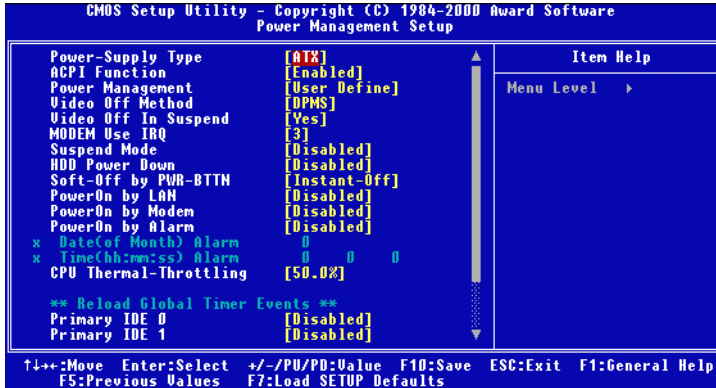 CMOS Setup Utility - Copyright (C) 1984-2000 Award Software
Power Management Setup
Power-Supply Type [ATX]
ACPI Function [Enabled]
Power Management [User Define]
Video Off Method [DPMS]
Video Off In Suspend [Yes]
MODEM Use IRQ [3]
Suspend Mode [Disabled]
HDD Power Down [Disabled]
Soft-Off by PWR-BTTN [Instant-Off]
PowerOn by LAN [Disabled]
PowerOn by Modem [Disabled]
PowerOn by Alarm [Disabled]
x Date(of Month) Alarm 0
x Time(hh:mm:ss) Alarm 0 0 0
CPU Thermal-Throttling [50.0%]
** Reload Global Timer Events **
Primary IDE 0 [Disabled]
Primary IDE 1 [Disabled]
Item Help
Menu Level ▸
↑↓→←:Move Enter:Select +/-/PU/PD:Value F10:Save ESC:Exit F1:General Help
F5:Previous Values F7:Load SETUP Defaults